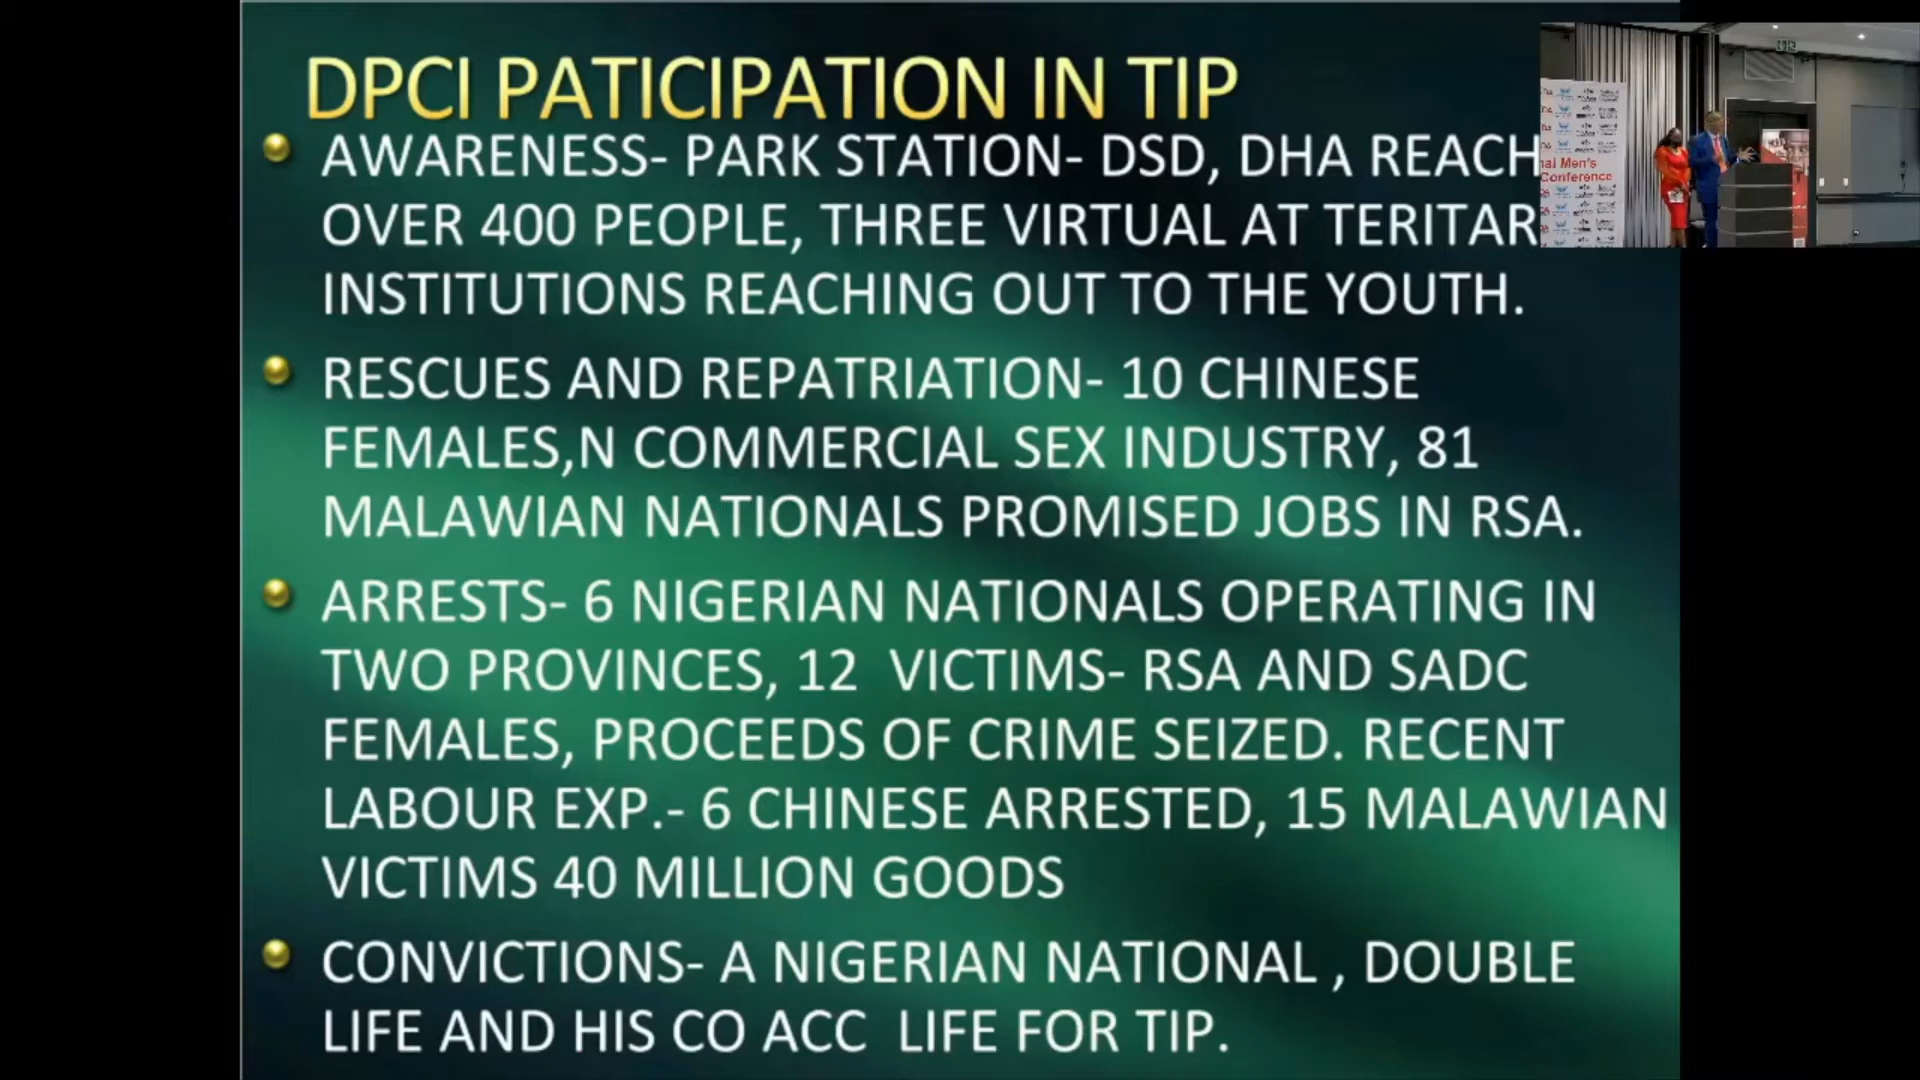 DPCI PATICIPATION IN TIP
AWARENESS- PARK STATION- DSD, DHA REACH
OVER 400 PEOPLE, THREE VIRTUAL AT TERITAR
INSTITUTIONS REACHING OUT TO THE YOUTH.
RESCUES AND REPATRIATION- 10 CHINESE
FEMALES,N COMMERCIAL SEX INDUSTRY, 81
MALAWIAN NATIONALS PROMISED JOBS IN RSA.
ARRESTS- 6 NIGERIAN NATIONALS OPERATING IN
TWO PROVINCES, 12 VICTIMS- RSA AND SADC
FEMALES, PROCEEDS OF CRIME SEIZED. RECENT
LABOUR EXP.- 6 CHINESE ARRESTED, 15 MALAWIAN
VICTIMS 40 MILLION GOODS
CONVICTIONS- A NIGERIAN NATIONAL , DOUBLE
LIFE AND HIS CO ACC LIFE FOR TIP.
nal Men's
Conference